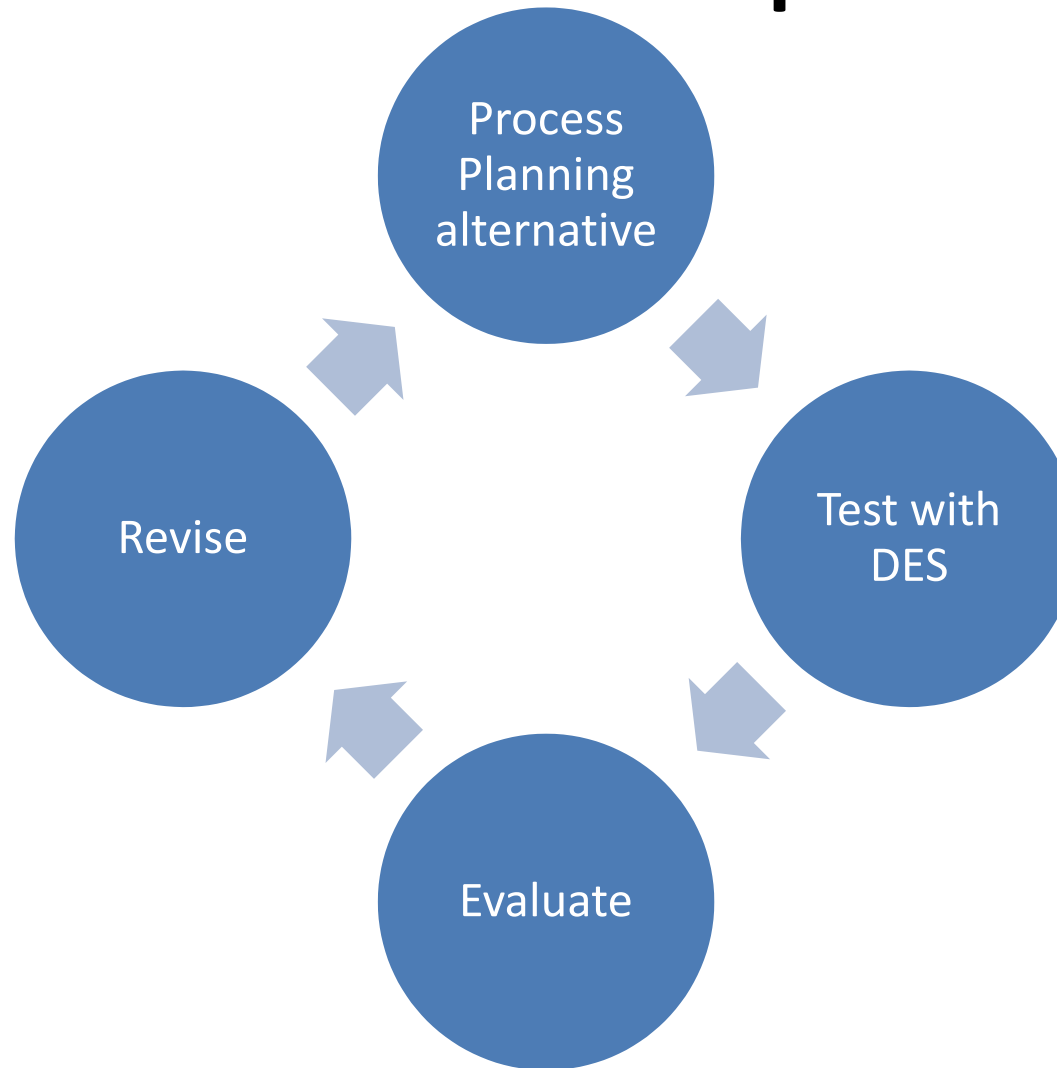 Process
Planning
alternative
Test with
DES
Evaluate
Revise